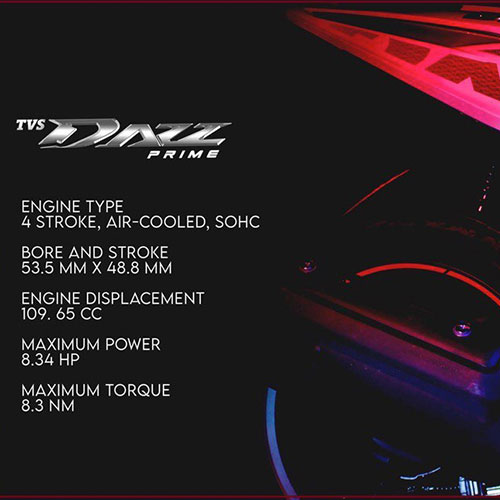 TVS DAZZ
PRIME
ENGINE TYPE
4 STROKE, AIR-COOLED, SOHC
BORE AND STROKE
53.5 MM X 48.8 MM
ENGINE DISPLACEMENT
109. 65 CC
MAXIMUM POWER
8.34 HP
MAXIMUM TORQUE
8.3 NM